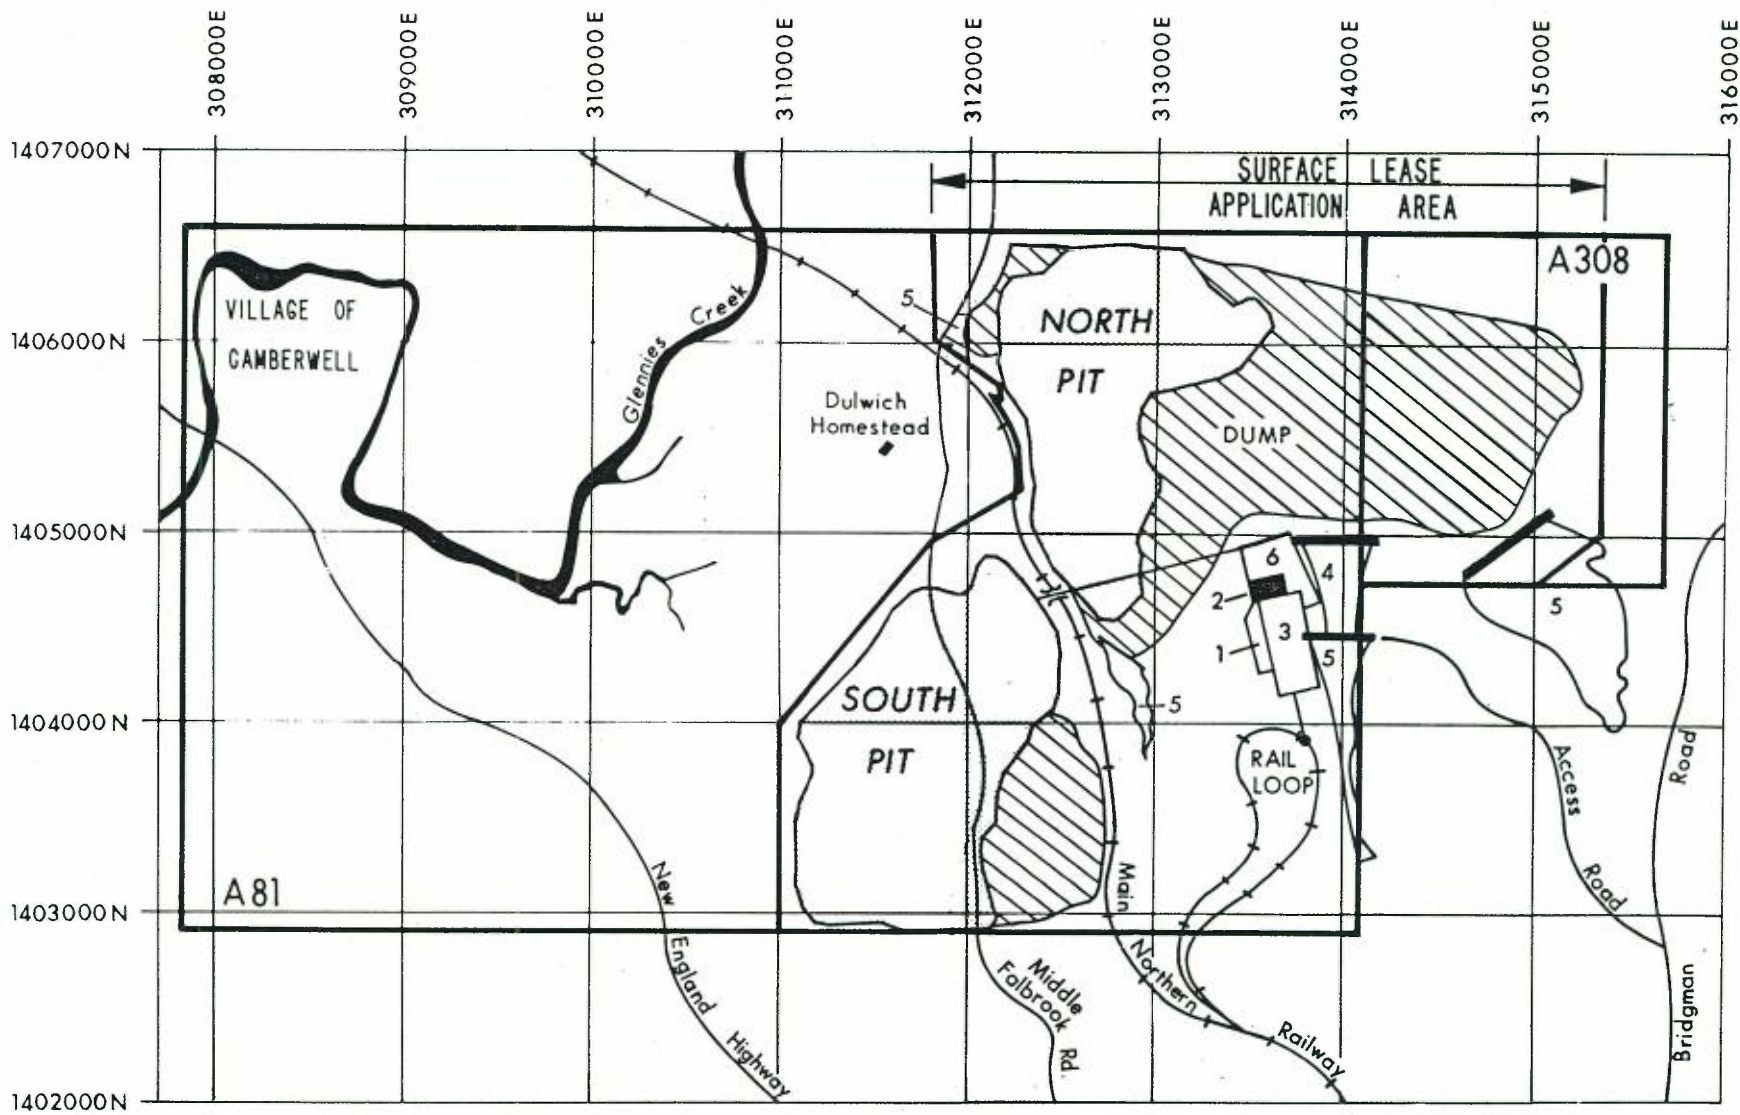 308000E
309000E
310000E
311000E
312000E
313000E
314000E
315000E
316000E
1407000N
SURFACE LEASE
APPLICATION AREA
A308
VILLAGE OF
CAMBERWELL
5
Glennies Creek
NORTH
PIT
1406000N
Dulwich
Homestead
DUMP
1405000N
6
4
2
3
1
5
5
5
SOUTH
PIT
1404000N
RAIL
LOOP
Access
Road
Road
Bridgman
A81
1403000N
New
England
Highway
Middle
Falbrook
Rd.
Main
Northern
Railway
1402000N